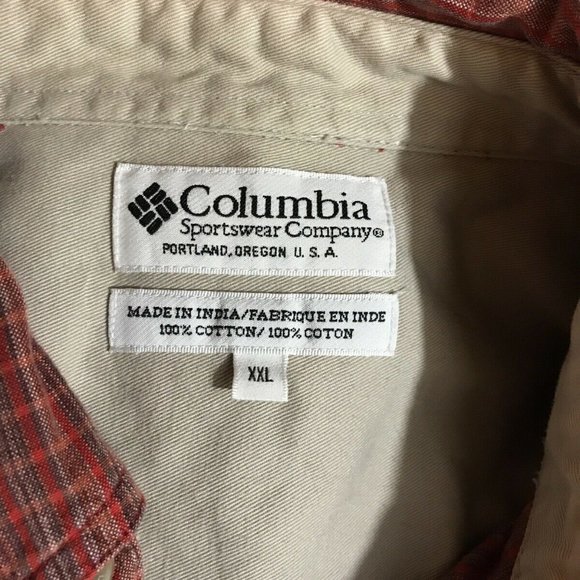 Columbia
Sportswear Company®
PORTLAND, OREGON U. S. A.
MADE IN INDIA/FABRIQUE EN INDE
100% COTTON/ 100% COTON
XXL